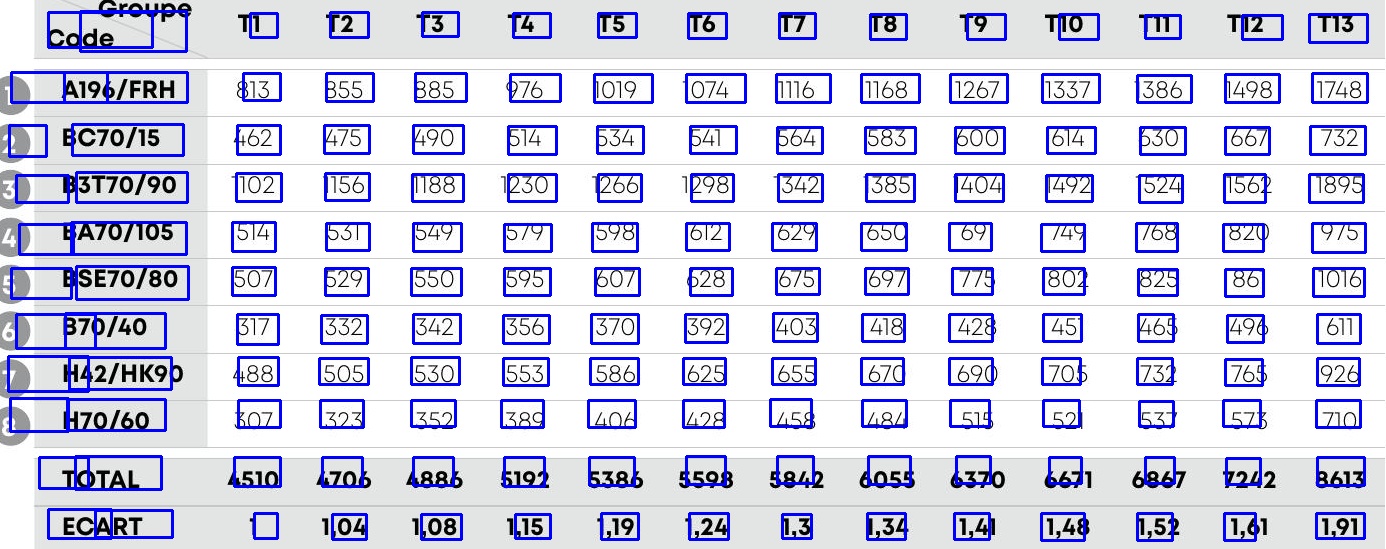 Groupe
Code T1 T2 T3 T4 T5 T6 T7 T8 T9 T10 T11 T12 T13
1 A196/FRH 813 855 885 976 1019 1074 1116 1168 1267 1337 1386 1498 1748
2 BC70/15 462 475 490 514 534 541 564 583 600 614 630 667 732
3 B3T70/90 1102 1156 1188 1230 1266 1298 1342 1385 1404 1492 1524 1562 1895
4 BA70/105 514 531 549 579 598 612 629 650 691 749 768 820 975
5 BSE70/80 507 529 550 595 607 628 675 697 775 802 825 861 1016
6 B70/40 317 332 342 356 370 392 403 418 428 451 465 496 611
7 H42/HK90 488 505 530 553 586 625 655 670 690 705 732 765 926
8 H70/60 307 323 352 389 406 428 458 484 515 521 537 573 710
TOTAL 4510 4706 4886 5192 5386 5598 5842 6055 6370 6671 6867 7242 8613
ECART 1 1,04 1,08 1,15 1,19 1,24 1,3 1,34 1,41 1,48 1,52 1,61 1,91